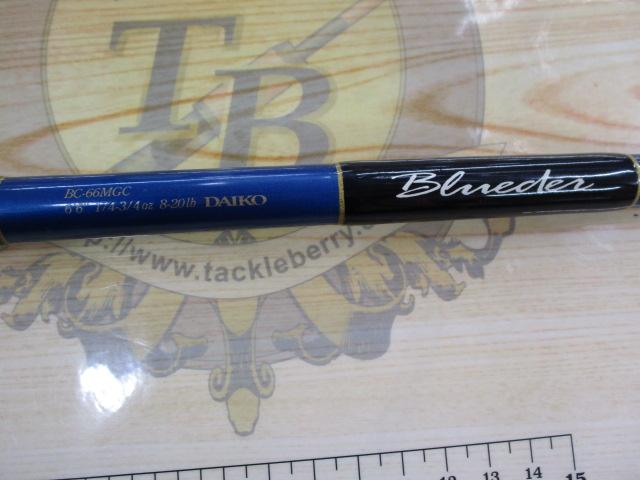 TB
BC-66MGC
6'6" 1/4-3/4oz 8-20lb DAIKO
Blueder
http://www.tackleberry.c
12 13 14 15